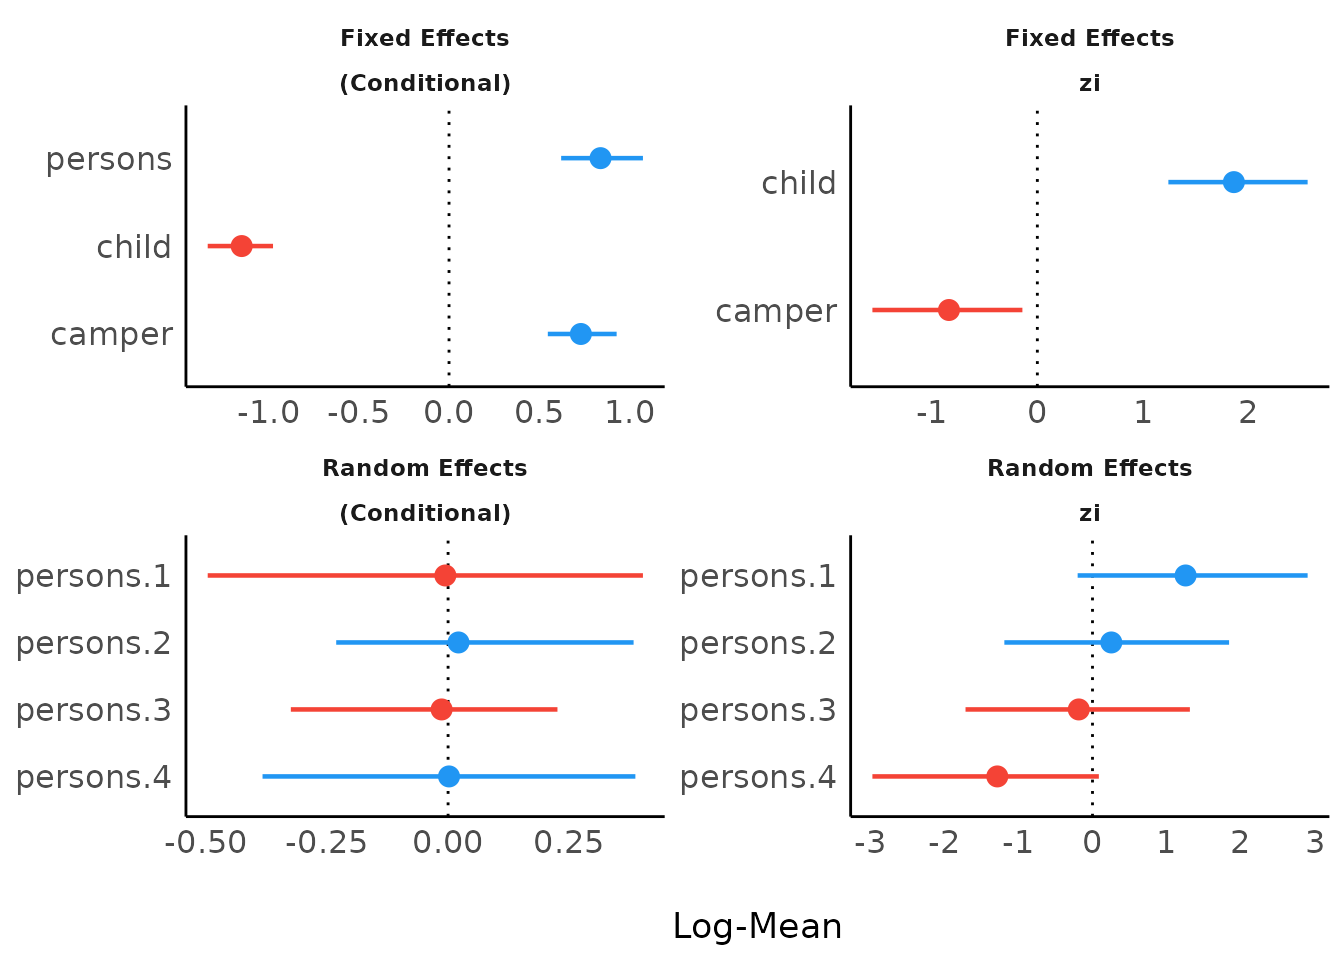 Fixed Effects
(Conditional)
persons
child
camper
-1.0 -0.5 0.0 0.5 1.0
Fixed Effects
zi
child
camper
-1 0 1 2
Random Effects
(Conditional)
persons.1
persons.2
persons.3
persons.4
-0.50 -0.25 0.00 0.25
Random Effects
zi
persons.1
persons.2
persons.3
persons.4
-3 -2 -1 0 1 2 3
Log-Mean